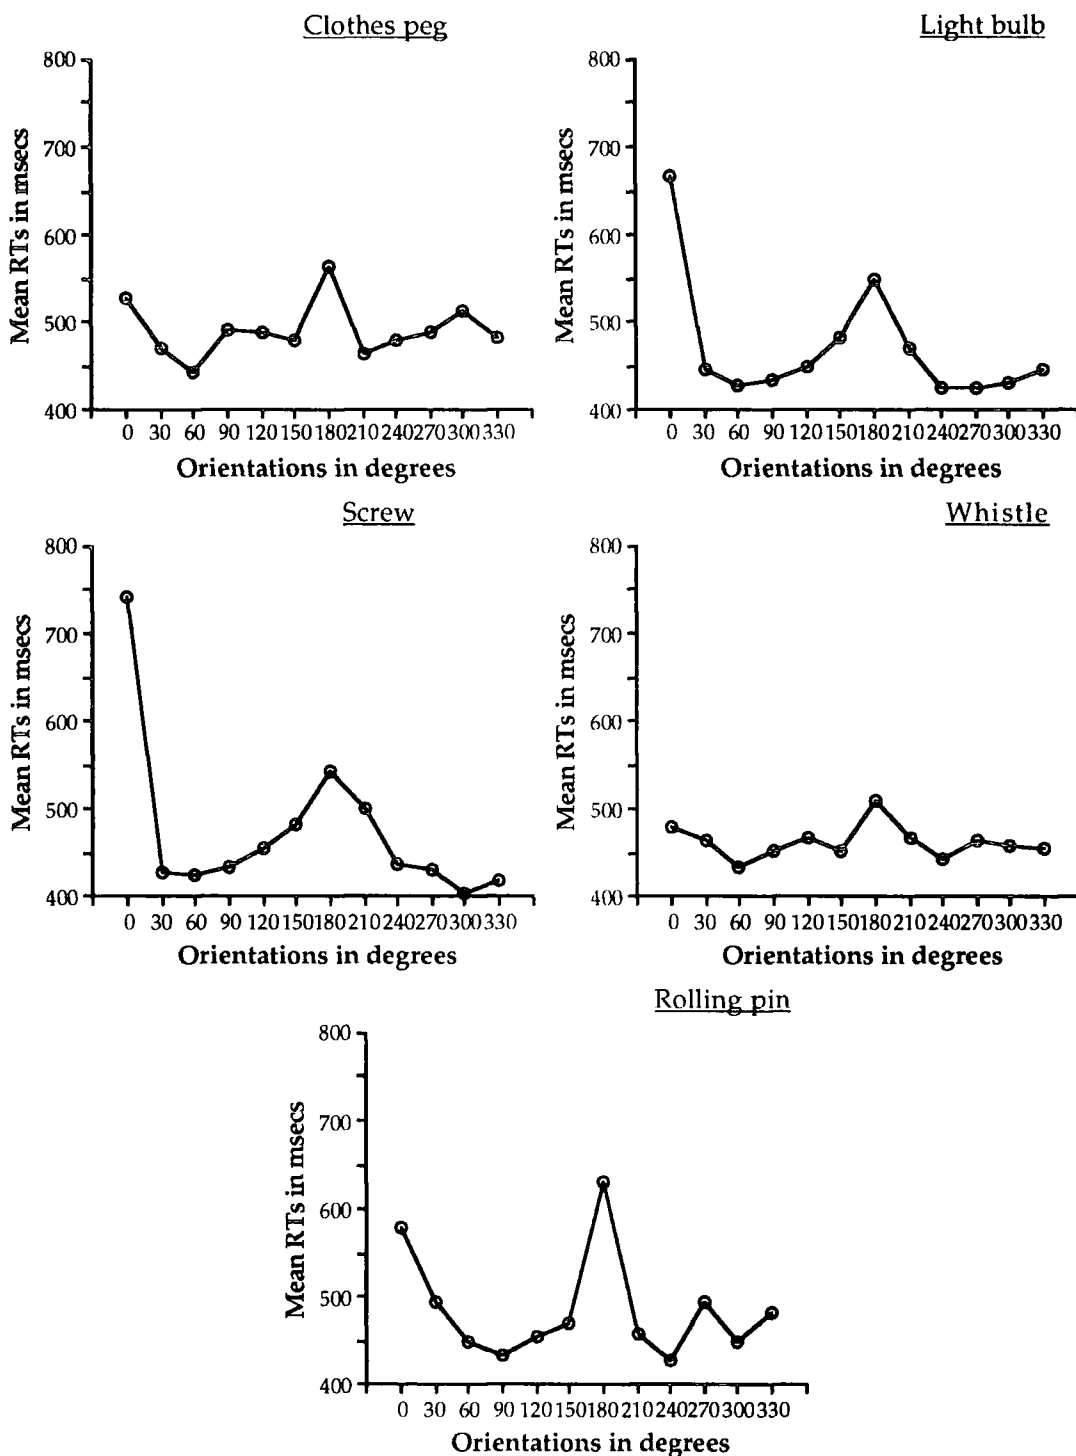 Clothes peg
800
700
600
500
400
Mean RTs in msecs
0 30 60 90 120 150 180 210 240 270 300 330
Orientations in degrees
Light bulb
800
700
600
500
400
Mean RTs in msecs
0 30 60 90 120 150 180 210 240 270 300 330
Orientations in degrees
Screw
800
700
600
500
400
Mean RTs in msecs
0 30 60 90 120 150 180 210 240 270 300 330
Orientations in degrees
Whistle
800
700
600
500
400
Mean RTs in msecs
0 30 60 90 120 150 180 210 240 270 300 330
Orientations in degrees
Rolling pin
800
700
600
500
400
Mean RTs in msecs
0 30 60 90 120 150 180 210 240 270 300 330
Orientations in degrees